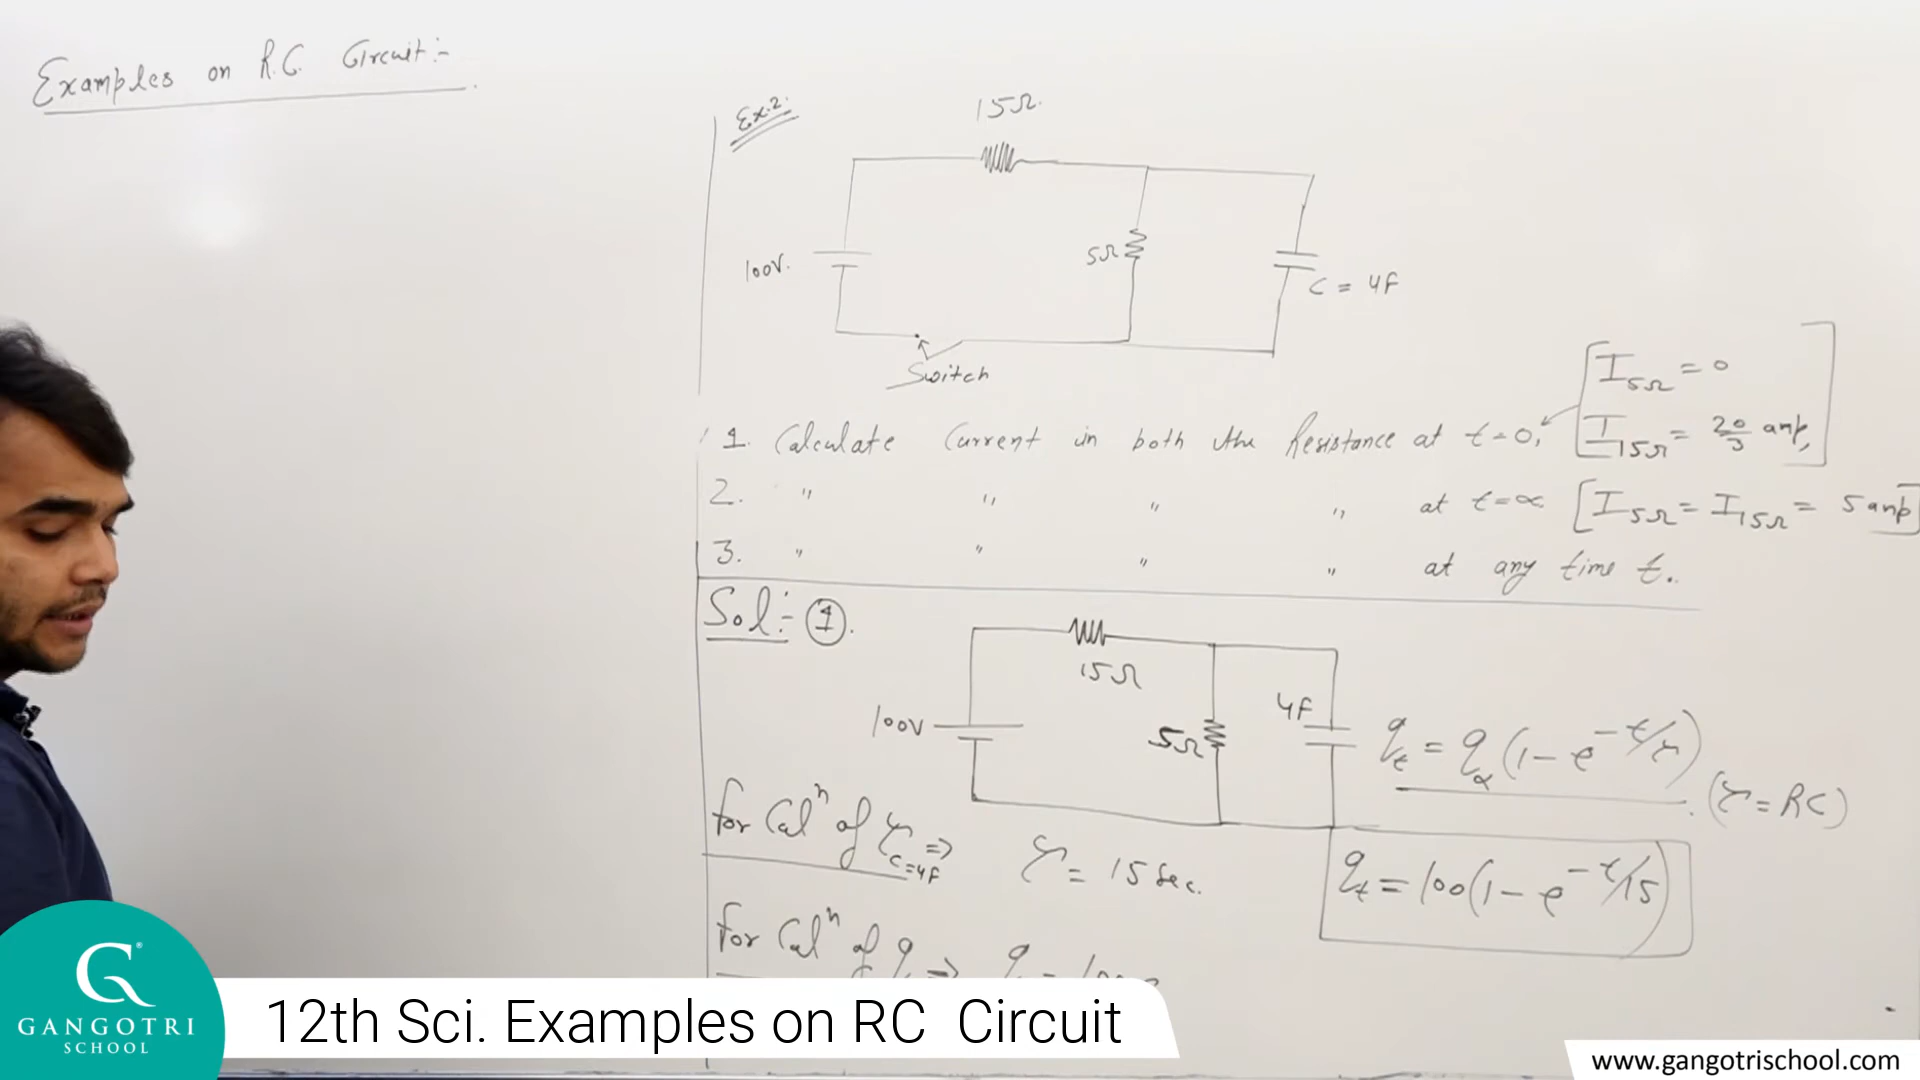 Examples on R.C. Circuit:-
Ex.2.
15Ω.
100V.
5Ω
C = 4F
Switch
1. Calculate Current in both the Resistance at t=0, [I5Ω = 0
I15Ω = 20/3 amp,]
2. " " " " at t=∝ [I5Ω = I15Ω = 5 amp]
3. " " " " at any time t.
Sol:- ①.
15Ω
100V
5Ω
4F
qt = q∝ (1 - e^-t/τ) . (τ = RC)
for Calⁿ of τ C=4F ⇒ τ = 15 Sec.
qt = 100(1 - e^-t/15)
for Calⁿ of q ⇒
GANGOTRI
SCHOOL
12th Sci. Examples on RC Circuit
www.gangotrischool.com